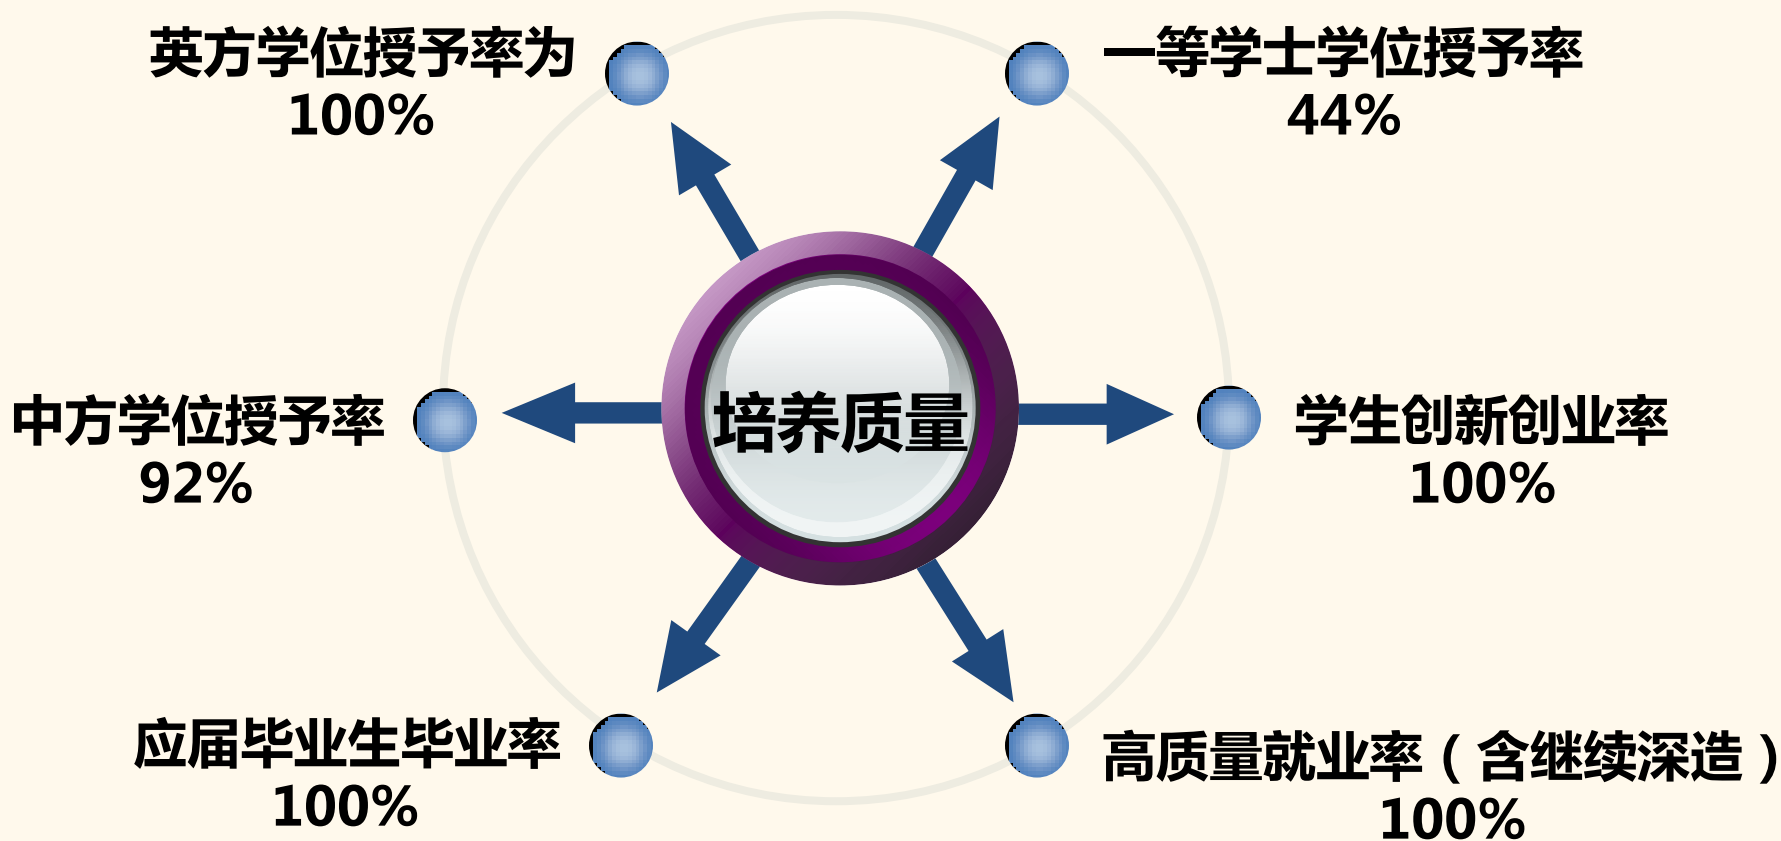 英方学位授予率为
100%
一等学士学位授予率
44%
中方学位授予率
92%
培养质量
学生创新创业率
100%
应届毕业生毕业率
100%
高质量就业率（含继续深造）
100%